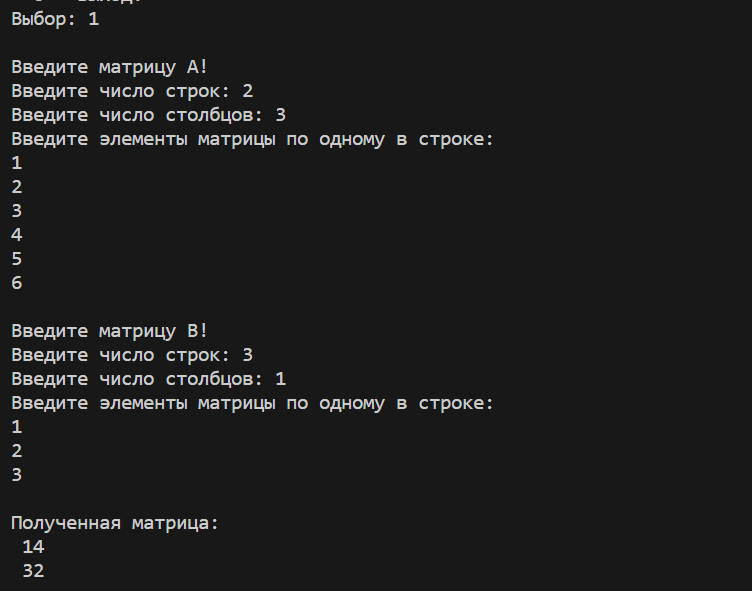 Выбор: 1
Введите матрицу A!
Введите число строк: 2
Введите число столбцов: 3
Введите элементы матрицы по одному в строке:
1
2
3
4
5
6
Введите матрицу B!
Введите число строк: 3
Введите число столбцов: 1
Введите элементы матрицы по одному в строке:
1
2
3
Полученная матрица:
14
32